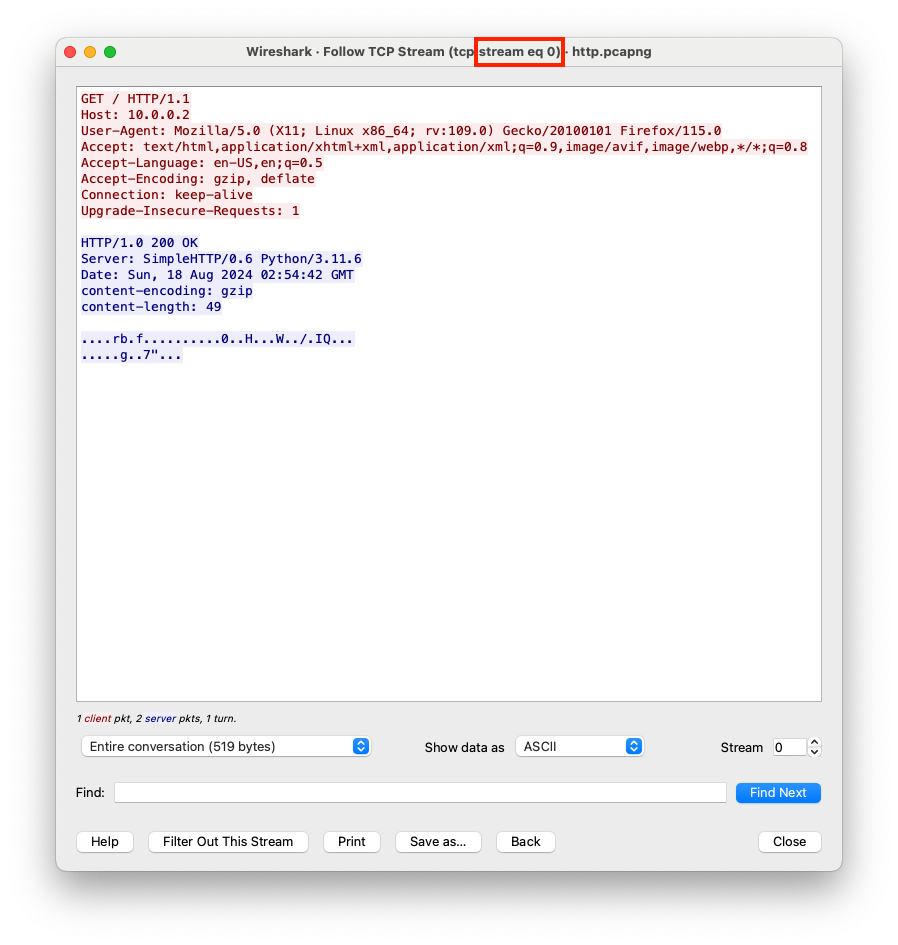 Wireshark · Follow TCP Stream (tcp.stream eq 0) · http.pcapng
GET / HTTP/1.1
Host: 10.0.0.2
User-Agent: Mozilla/5.0 (X11; Linux x86_64; rv:109.0) Gecko/20100101 Firefox/115.0
Accept: text/html,application/xhtml+xml,application/xml;q=0.9,image/avif,image/webp,*/*;q=0.8
Accept-Language: en-US,en;q=0.5
Accept-Encoding: gzip, deflate
Connection: keep-alive
Upgrade-Insecure-Requests: 1
HTTP/1.0 200 OK
Server: SimpleHTTP/0.6 Python/3.11.6
Date: Sun, 18 Aug 2024 02:54:42 GMT
content-encoding: gzip
content-length: 49
....rb.f..........0..H...W../.IQ...
.....g..7"...
1 client pkt, 2 server pkts, 1 turn.
Entire conversation (519 bytes) Show data as ASCII Stream 0
Find: Find Next
Help Filter Out This Stream Print Save as... Back Close